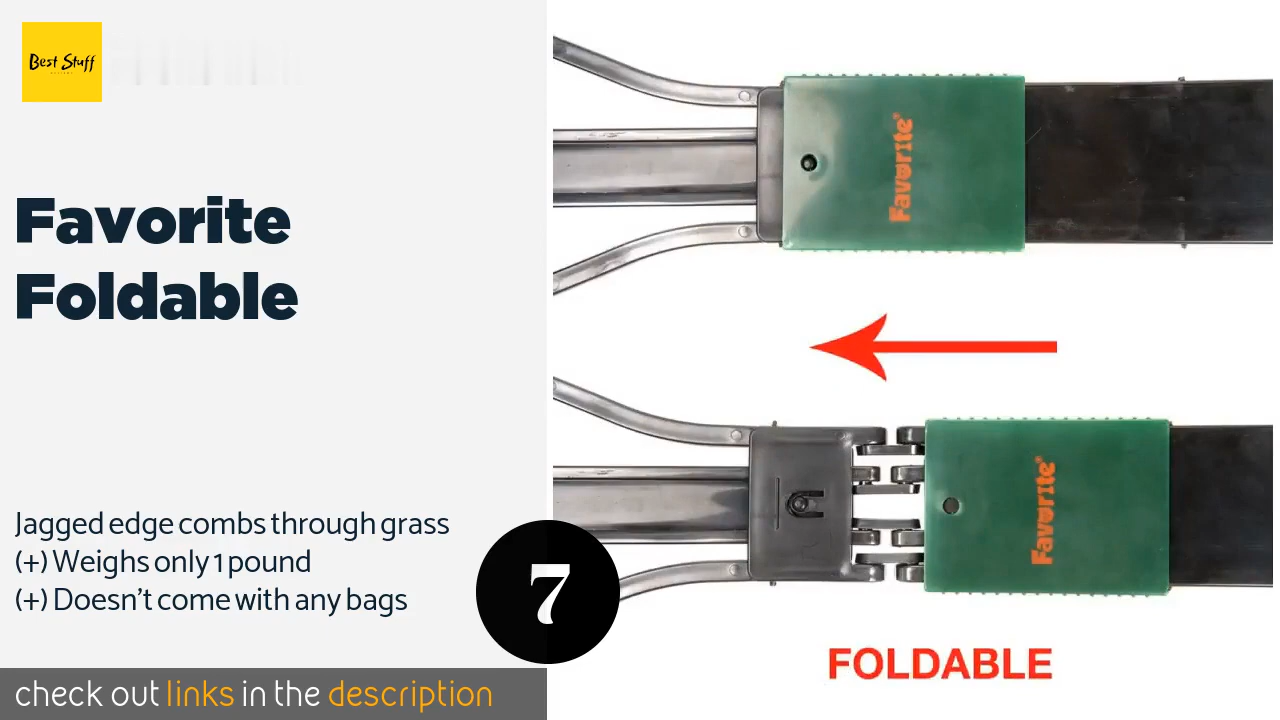 Best Stuff
Favorite
Foldable
Jagged edge combs through grass
(+) Weighs only 1 pound
(+) Doesn't come with any bags
7
check out links in the description
Favorite®
Favorite®
FOLDABLE